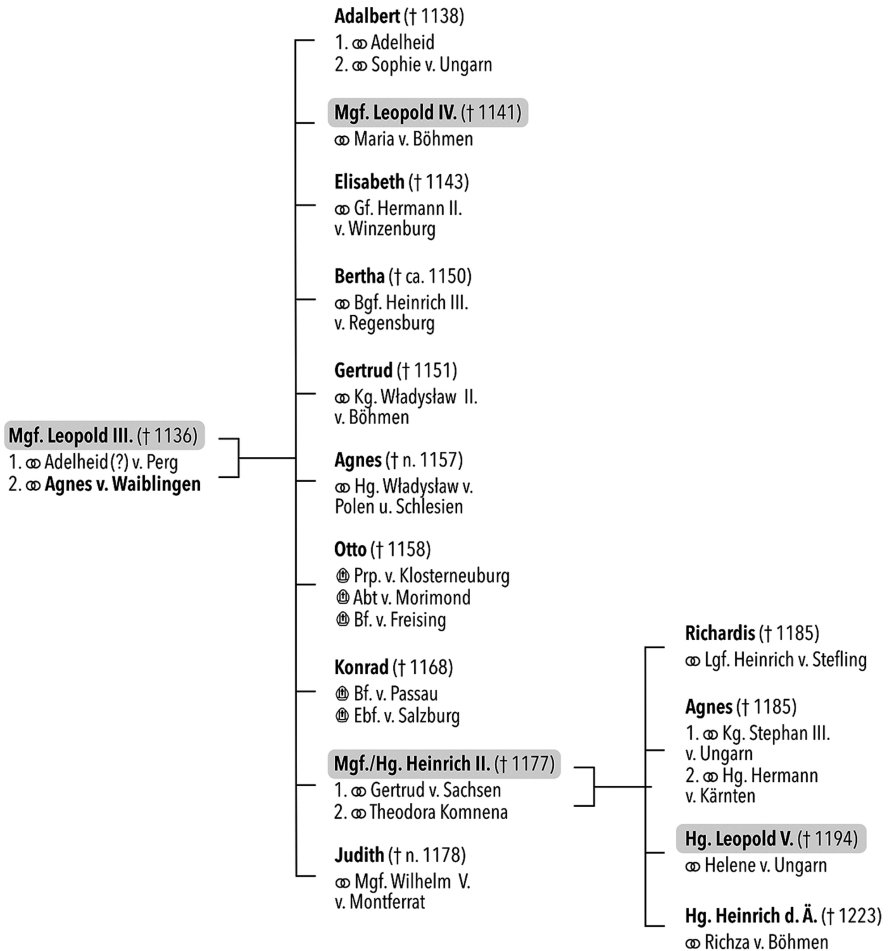 Mgf. Leopold III. († 1136)
1. ⚭ Adelheid(?) v. Perg
2. ⚭ Agnes v. Waiblingen
Adalbert († 1138)
1. ⚭ Adelheid
2. ⚭ Sophie v. Ungarn
Mgf. Leopold IV. († 1141)
⚭ Maria v. Böhmen
Elisabeth († 1143)
⚭ Gf. Hermann II.
v. Winzenburg
Bertha († ca. 1150)
⚭ Bgf. Heinrich III.
v. Regensburg
Gertrud († 1151)
⚭ Kg. Władysław II.
v. Böhmen
Agnes († n. 1157)
⚭ Hg. Władysław v.
Polen u. Schlesien
Otto († 1158)
Prp. v. Klosterneuburg
Abt v. Morimond
Bf. v. Freising
Konrad († 1168)
Bf. v. Passau
Ebf. v. Salzburg
Mgf./Hg. Heinrich II. († 1177)
1. ⚭ Gertrud v. Sachsen
2. ⚭ Theodora Komnena
Judith († n. 1178)
⚭ Mgf. Wilhelm V.
v. Montferrat
Richardis († 1185)
⚭ Lgf. Heinrich v. Stefling
Agnes († 1185)
1. ⚭ Kg. Stephan III.
v. Ungarn
2. ⚭ Hg. Hermann
v. Kärnten
Hg. Leopold V. († 1194)
⚭ Helene v. Ungarn
Hg. Heinrich d. Ä. († 1223)
⚭ Richza v. Böhmen